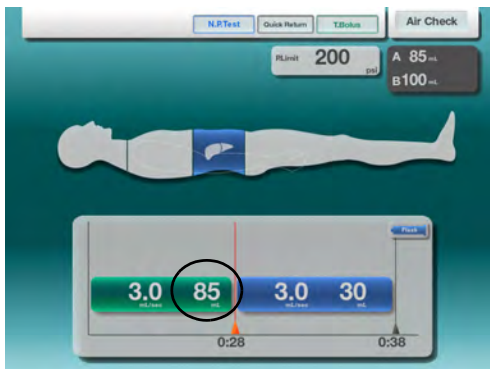 N.P.Test Quick Return T.Bolus Air Check
P.Limit 200 psi
A 85 mL
B 100 mL
Flush
3.0 mL/sec 85 mL 3.0 mL/sec 30 mL
0:28 0:38